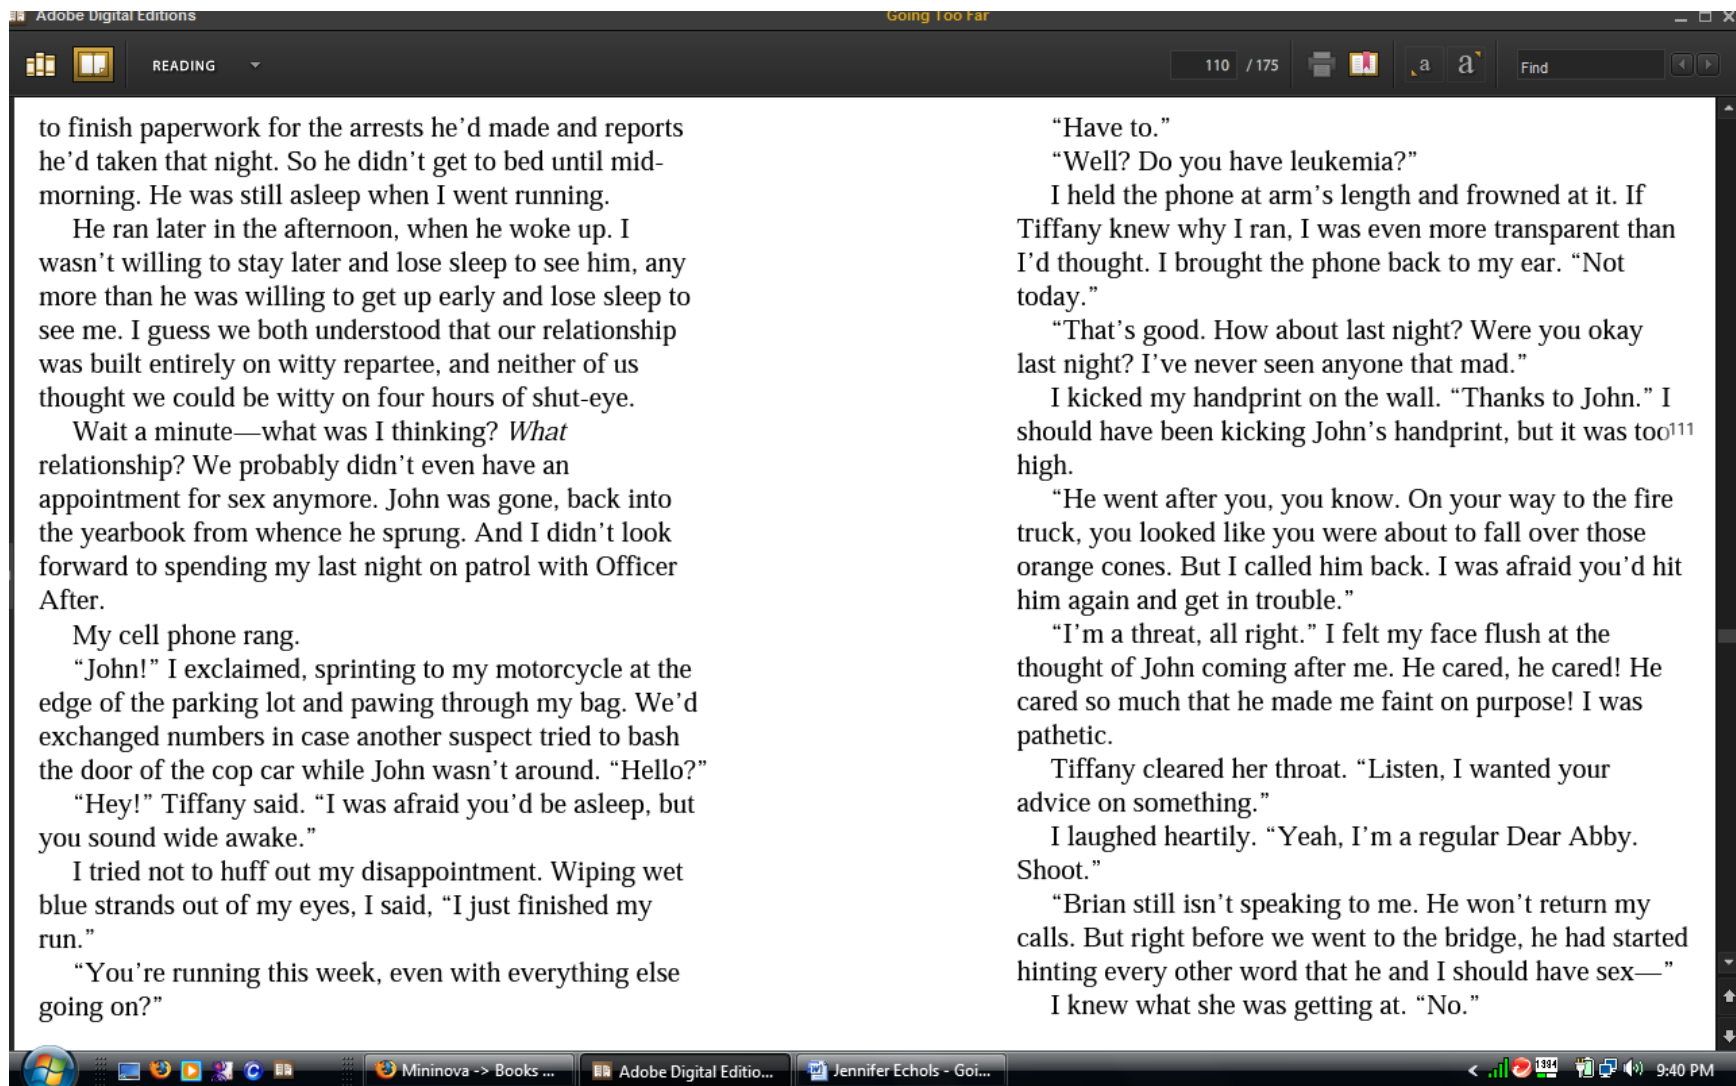 Adobe Digital Editions
Going Too Far
READING
110 / 175
a
a
Find
to finish paperwork for the arrests he’d made and reports
he’d taken that night. So he didn’t get to bed until mid-
morning. He was still asleep when I went running.
He ran later in the afternoon, when he woke up. I
wasn’t willing to stay later and lose sleep to see him, any
more than he was willing to get up early and lose sleep to
see me. I guess we both understood that our relationship
was built entirely on witty repartee, and neither of us
thought we could be witty on four hours of shut-eye.
Wait a minute—what was I thinking? What
relationship? We probably didn’t even have an
appointment for sex anymore. John was gone, back into
the yearbook from whence he sprung. And I didn’t look
forward to spending my last night on patrol with Officer
After.
My cell phone rang.
“John!” I exclaimed, sprinting to my motorcycle at the
edge of the parking lot and pawing through my bag. We’d
exchanged numbers in case another suspect tried to bash
the door of the cop car while John wasn’t around. “Hello?”
“Hey!” Tiffany said. “I was afraid you’d be asleep, but
you sound wide awake.”
I tried not to huff out my disappointment. Wiping wet
blue strands out of my eyes, I said, “I just finished my
run.”
“You’re running this week, even with everything else
going on?”
“Have to.”
“Well? Do you have leukemia?”
I held the phone at arm’s length and frowned at it. If
Tiffany knew why I ran, I was even more transparent than
I’d thought. I brought the phone back to my ear. “Not
today.”
“That’s good. How about last night? Were you okay
last night? I’ve never seen anyone that mad.”
I kicked my handprint on the wall. “Thanks to John.” I
should have been kicking John’s handprint, but it was too 111
high.
“He went after you, you know. On your way to the fire
truck, you looked like you were about to fall over those
orange cones. But I called him back. I was afraid you’d hit
him again and get in trouble.”
“I’m a threat, all right.” I felt my face flush at the
thought of John coming after me. He cared, he cared! He
cared so much that he made me faint on purpose! I was
pathetic.
Tiffany cleared her throat. “Listen, I wanted your
advice on something.”
I laughed heartily. “Yeah, I’m a regular Dear Abby.
Shoot.”
“Brian still isn’t speaking to me. He won’t return my
calls. But right before we went to the bridge, he had started
hinting every other word that he and I should have sex—”
I knew what she was getting at. “No.”
Mininova -> Books ...
Adobe Digital Editio...
Jennifer Echols - Goi...
9:40 PM